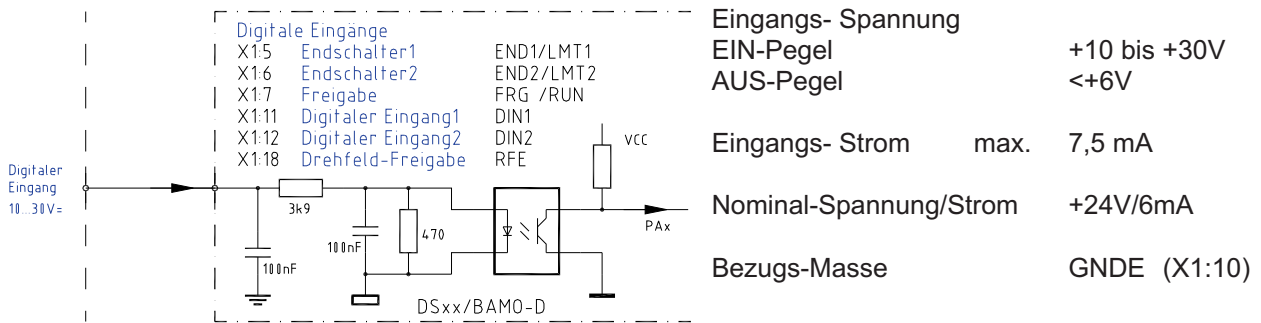 Digitale Eingänge
X1:5 Endschalter1 END1/LMT1
X1:6 Endschalter2 END2/LMT2
X1:7 Freigabe FRG /RUN
X1:11 Digitaler Eingang1 DIN1
X1:12 Digitaler Eingang2 DIN2
X1:18 Drehfeld-Freigabe RFE
VCC
Digitaler
Eingang
10...30V=
3k9
100nF
470
100nF
PAx
DSxx/BAMO-D
Eingangs- Spannung
EIN-Pegel +10 bis +30V
AUS-Pegel <+6V
Eingangs- Strom max. 7,5 mA
Nominal-Spannung/Strom +24V/6mA
Bezugs-Masse GNDE (X1:10)